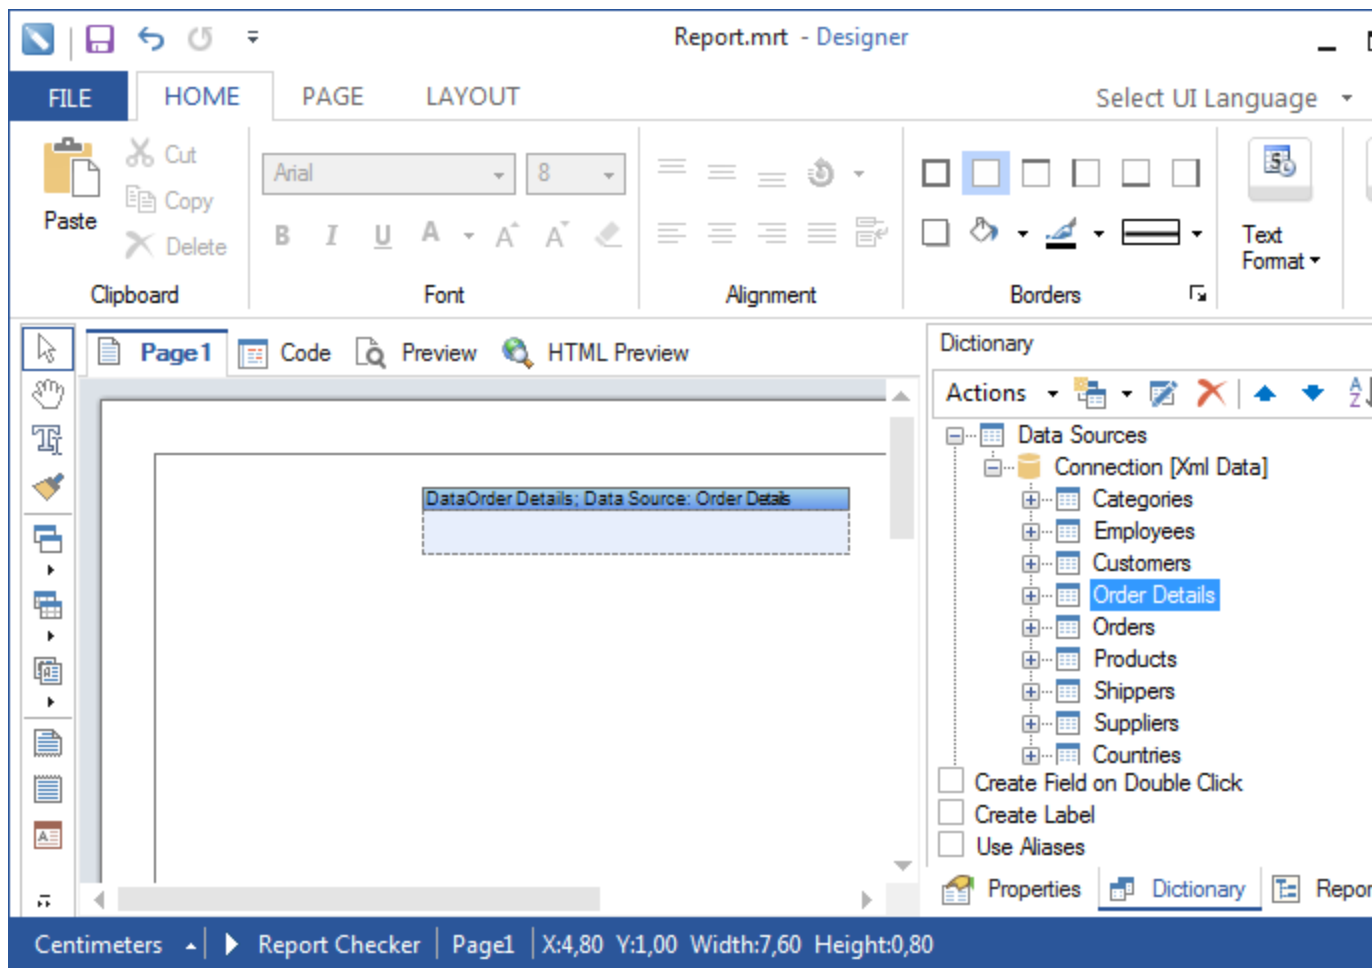 Report.mrt - Designer
FILE HOME PAGE LAYOUT Select UI Language
Paste
Cut
Copy
Delete
Clipboard
Arial 8
B I U A A A
Font
Alignment
Borders
Text
Format
Page1 Code Preview HTML Preview
DataOrder Details; Data Source: Order Details
Dictionary
Actions
Data Sources
Connection [Xml Data]
Categories
Employees
Customers
Order Details
Orders
Products
Shippers
Suppliers
Countries
Create Field on Double Click
Create Label
Use Aliases
Properties Dictionary Repor
Centimeters Report Checker Page1 X:4,80 Y:1,00 Width:7,60 Height:0,80